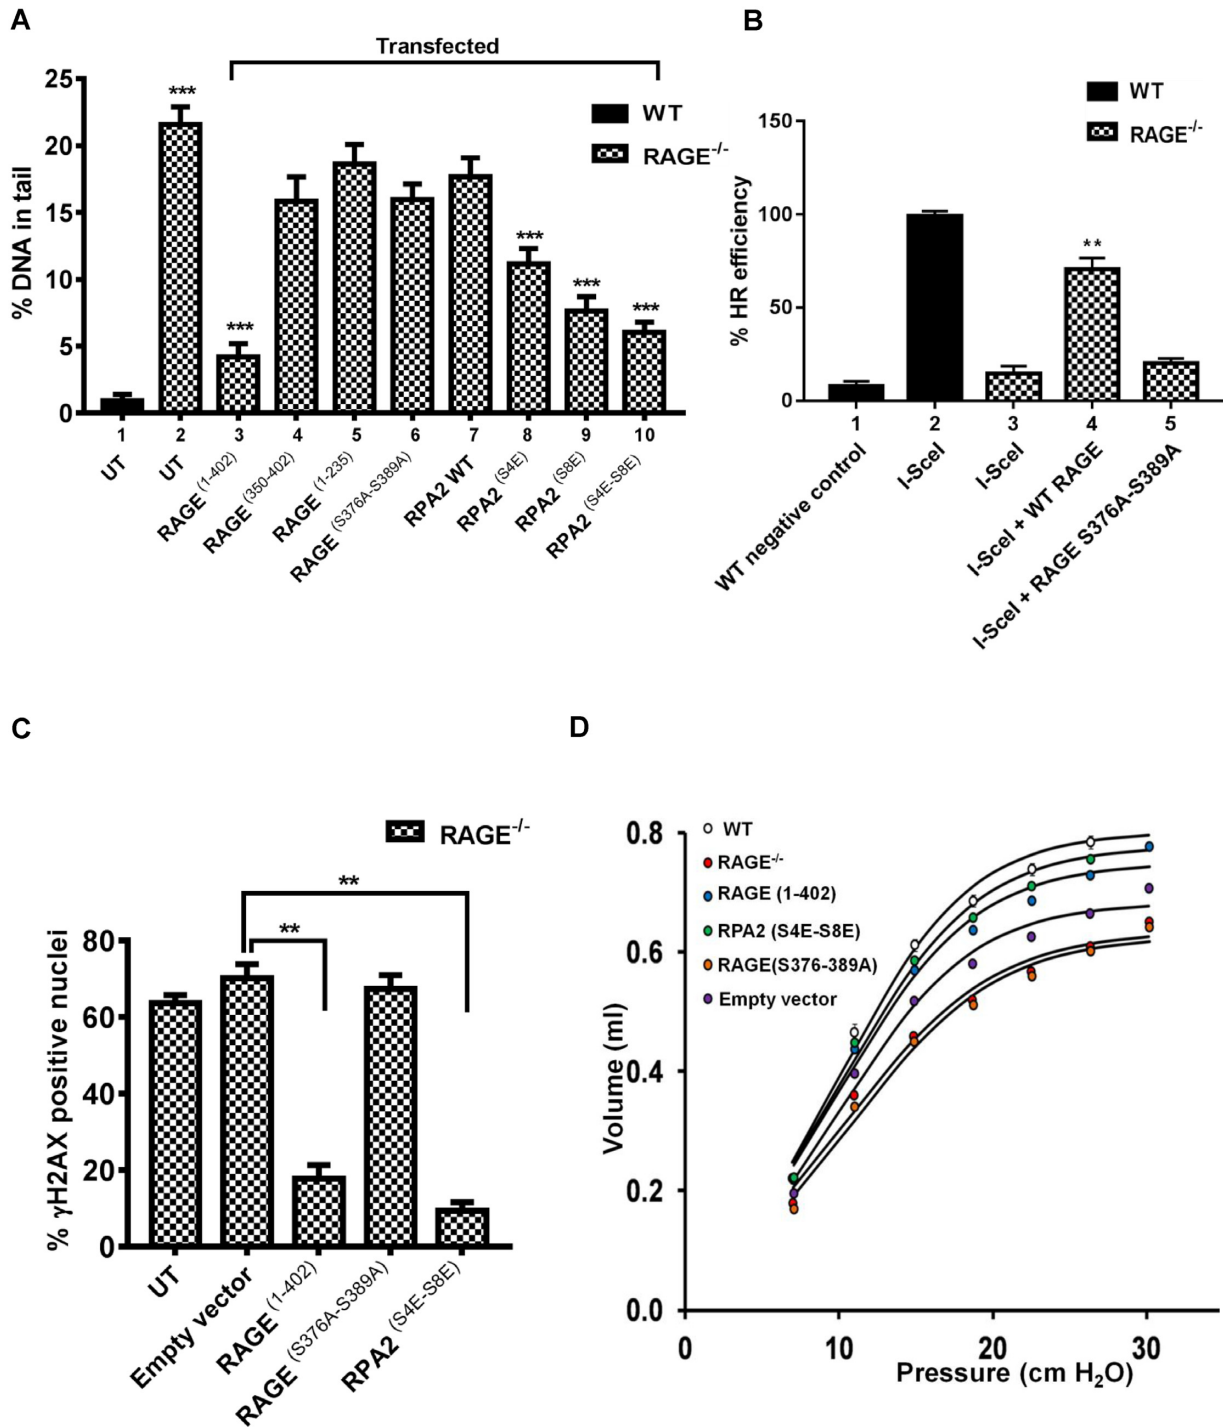 A
Transfected
25
20
15
10
5
0
% DNA in tail
***
***
***
***
***
WT
RAGE-/-
1 2 3 4 5 6 7 8 9 10
UT
UT
RAGE (1-402)
RAGE (350-402)
RAGE (1-235)
RAGE (S376A-S389A)
RPA2 WT
RPA2 (S4E)
RPA2 (S8E)
RPA2 (S4E-S8E)
B
WT
RAGE-/-
150
100
50
0
% HR efficiency
**
1 2 3 4 5
WT negative control
I-SceI
I-SceI
I-SceI + WT RAGE
I-SceI + RAGE S376A-S389A
C
RAGE-/-
**
**
80
60
40
20
0
% γH2AX positive nuclei
UT
Empty vector
RAGE (1-402)
RAGE (S376A-S389A)
RPA2 (S4E-S8E)
D
0.8
0.6
0.4
0.2
0.0
Volume (ml)
WT
RAGE-/-
RAGE (1-402)
RPA2 (S4E-S8E)
RAGE(S376-389A)
Empty vector
0 10 20 30
Pressure (cm H2O)